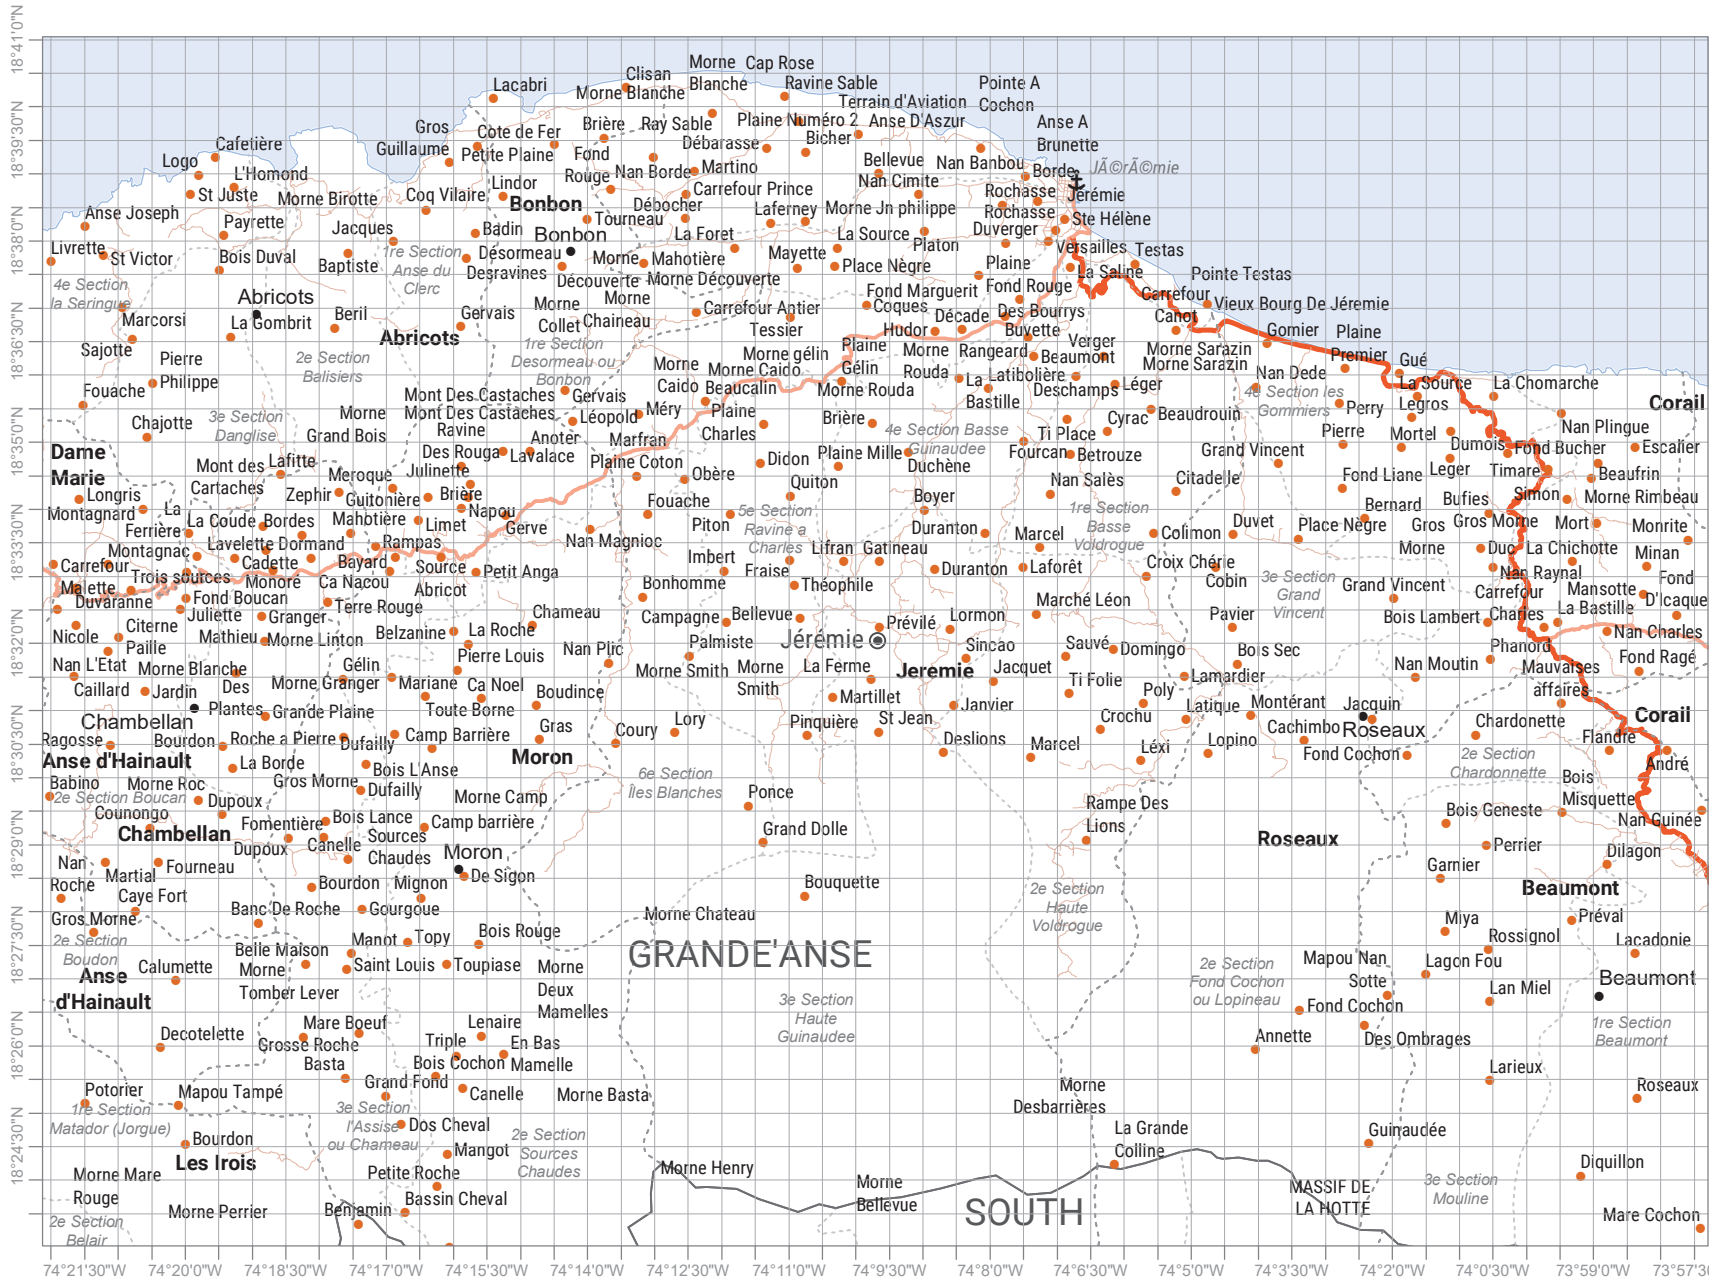 18°41'0"N
Morne
Blanche
Cap Rose
Clisan
Morne Blanche
Lacabri
Ravine Sable
Pointe A
Cochon
Terrain d'Aviation
18°39'30"N
Gros
Guillaume
Cote de Fer
Petite Plaine
Brière
Ray Sable
Plaine Numéro 2
Anse D'Aszur
Anse A
Brunette
Cafetière
Logo
L'Homond
St Juste
Morne Birotte
Coq Vilaire
Lindor
Fond
Rouge
Nan Borde
Débarasse
Martino
Bicher
Bellevue
Nan Cimite
Nan Banbou
Borde
JÃ©rÃ©mie
Bonbon
Carrefour Prince
Rochasse
Jérémie
18°38'0"N
Anse Joseph
Payrette
Jacques
Badin
Tourneau
Débocher
Laferney
Morne Jn philippe
Rochasse
Ste Hélène
Livrette
St Victor
Bois Duval
Baptiste
1re Section
Anse du
Clerc
Désormeau
Bonbon
Desravines
La Foret
La Source
Duverger
Platon
Versailles
Testas
Morne
Découverte
Mahotière
Morne Découverte
Mayette
Place Nègre
Plaine
La Saline
Pointe Testas
4e Section
la Seringue
Abricots
La Gombrit
Beril
Gervais
Abricots
Morne
Collet
Morne
Chaineau
Carrefour Antier
Tessier
Fond Marguerit
Coques
Fond Rouge
Carrefour
Canot
Vieux Bourg De Jéremie
18°36'30"N
Marcorsi
Sajotte
Pierre
Philippe
2e Section
Balisiers
1re Section
Desormeau ou
Bonbon
Décade
Hudor
Des Bourrys
Buvette
Verger
Beaumont
Morne Sarazin
Morne Sarazin
Gomier
Plaine
Premier
Gué
Morne
Caido
Morne gélin
Morne Caido
Beaucalin
Plaine
Gélin
Morne Rouda
Morne
Rouda
Rangeard
Latibolière
La
Bastille
Deschamps
Léger
Nan Dede
4e Section les
Gommiers
La Source
Legros
La Chomarche
Corail
Fouache
Chajotte
3e Section
Danglise
Morne
Grand Bois
Mont Des Castaches
Mont Des Castaches
Gervais
Léopold
Méry
Plaine
Charles
Brière
4e Section Basse
Guinaudee
Ti Place
Cyrac
Beaudrouin
Perry
Pierre
Mortel
Nan Plingue
18°35'0"N
Dame
Marie
Mont des
Cartaches
Lafitte
Ravine
Des Rouga
Anoter
Lavalace
Marfran
Plaine Coton
Didon
Plaine Mille
Duchène
Fourcan
Betrouze
Grand Vincent
Dumois
Leger
Fond Bucher
Escalier
Longris
Montagnard
La
Ferrière
Zephir
Meroque
Guitonière
Julinette
Brière
Obère
Quiton
Nan Salès
Citadelle
Fond Liane
Timare
Simon
Beaufrin
La Coude
Bordes
Mahotière
Limet
Napou
Gerve
Fouache
Piton
Boyer
Duranton
1re Section
Basse
Voldrogue
Bernard
Bufies
Gros Morne
Morne Rimbeau
18°33'30"N
Montagnac
Lavelette
Dormand
Rampas
Nan Magnioc
5e Section
Ravine a
Charles
Lifran
Gatineau
Marcel
Colimon
Duvet
Place Nègre
Gros
Morne
Mort
Monrite
Carrefour
Trois sources
Cadette
Monore
Bayard
Source
Petit Anga
Imbert
Fraise
Théophile
Duranton
Laforêt
Croix Chérie
Cobin
Duc
La Chichotte
Minan
Malette
Duvaranne
Fond Boucan
Juliette
Granger
Ca Nacou
Terre Rouge
Abricot
Bonhomme
3e Section
Grand
Vincent
Grand Vincent
Nan Raynal
Carrefour
Charles
Mansotte
La Bastille
Fond
D'Icaque
18°32'0"N
Nicole
Citerne
Paille
Mathieu
Morne Linton
Belzanine
La Roche
Chameau
Campagne
Bellevue
Prévilé
Lormon
Marché Léon
Pavier
Bois Lambert
Nan Charles
Nan L'Etat
Morne Blanche
Gélin
Pierre Louis
Nan Plic
Palmiste
Jérémie
La Ferme
Jeremie
Sincao
Sauvé
Domingo
Bois Sec
Phanord
Mauvaises
affaires
Fond Ragé
Caillard
Jardin
Des
Plantes
Morne Granger
Mariane
Ca Noel
Boudince
Morne Smith
Morne
Smith
Martillet
Jacquet
Ti Folie
Lamardier
Nan Moutin
Chambellan
Grande Plaine
Toute Borne
Gras
Coury
Lory
Pinquière
St Jean
Janvier
Poly
Latique
Montérant
Jacquin
Roseaux
Chardonette
Corail
18°30'30"N
Ragosse
Anse d'Hainault
Bourdon
Roche a Pierre
Dufailly
Camp Barrière
Moron
Deslions
Crochu
Marcel
Léxi
Lopino
Cachimbo
Fond Cochon
Flandre
Babino
Morne Roc
La Borde
Bois L'Anse
Gros Morne
Dufailly
6e Section
Îles Blanches
2e Section
Chardonnette
André
2e Section Boucan
Counongo
Dupoux
Morne Camp
Ponce
Rampe Des
Lions
Bois Geneste
Bois
Misquette
Nan Guinée
18°29'0"N
Chambellan
Fomentière
Dupoux
Bois Lance
Canelle
Sources
Chaudes
Camp barrière
Grand Dolle
Roseaux
Perrier
Nan
Martial
Fourneau
Moron
De Sigon
Garnier
Dilagon
Roche
Caye Fort
Bourdon
Mignon
Bouquette
2e Section
Haute
Voldrogue
Beaumont
18°27'30"N
Gros Morne
2e Section
Boudon
Banc De Roche
Gourgoue
Morne Chateau
Miya
Préval
Belle Maison
Manot
Topy
Bois Rouge
GRANDE'ANSE
Rossignol
Lacadonie
Anse
d'Hainault
Calumette
Morne
Tomber Lever
Saint Louis
Toupiase
Morne
Deux
Mamelles
3e Section
Haute
Guinaudee
2e Section
Fond Cochon
ou Lopineau
Mapou Nan
Sotte
Lagon Fou
Beaumont
Fond Cochon
Lan Miel
18°26'0"N
Decotelette
Mare Boeuf
Grosse Roche
Lenaire
Triple
En Bas
Mamelle
Annette
Des Ombrages
1re Section
Beaumont
Basta
Bois Cochon
Potorier
Mapou Tampé
Grand Fond
Canelle
Morne Basta
Morne
Desbarrières
Larieux
Roseaux
1re Section
Matador (Jorgue)
3e Section
l'Assise
ou Chameau
Dos Cheval
2e Section
Sources
Chaudes
La Grande
Colline
Guinaudée
18°24'30"N
Bourdon
Les Irois
Mangot
Morne Henry
Diquillon
Morne Mare
Rouge
Petite Roche
Morne
Bellevue
SOUTH
MASSIF DE
LA HOTTE
3e Section
Mouline
2e Section
Belair
Morne Perrier
Benjamin
Bassin Cheval
Mare Cochon
74°21'30"W
74°20'0"W
74°18'30"W
74°17'0"W
74°15'30"W
74°14'0"W
74°12'30"W
74°11'0"W
74°9'30"W
74°8'0"W
74°6'30"W
74°5'0"W
74°3'30"W
74°2'0"W
74°0'30"W
73°59'0"W
73°57'30